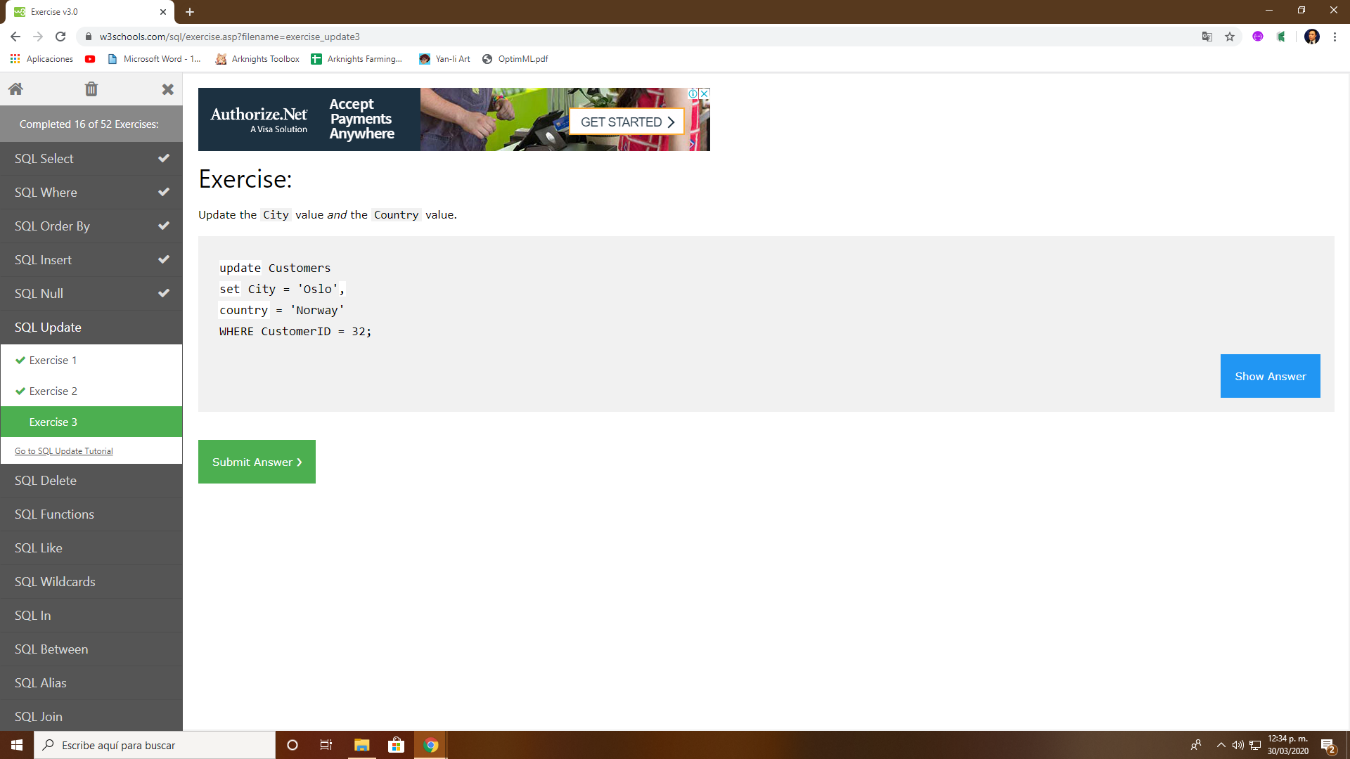 Exercise v3.0
w3schools.com/sql/exercise.asp?filename=exercise_update3
Aplicaciones
Microsoft Word - 1...
Arknights Toolbox
Arknights Farming...
Yan-li Art
OptimML.pdf
Completed 16 of 52 Exercises:
SQL Select
SQL Where
SQL Order By
SQL Insert
SQL Null
SQL Update
Exercise 1
Exercise 2
Exercise 3
Go to SQL Update Tutorial
SQL Delete
SQL Functions
SQL Like
SQL Wildcards
SQL In
SQL Between
SQL Alias
SQL Join
Authorize.Net
A Visa Solution
Accept
Payments
Anywhere
GET STARTED
Exercise:
Update the City value and the Country value.
update Customers
set City = 'Oslo',
country = 'Norway'
WHERE CustomerID = 32;
Show Answer
Submit Answer ❯
Escribe aquí para buscar
12:34 p. m.
30/03/2020
2